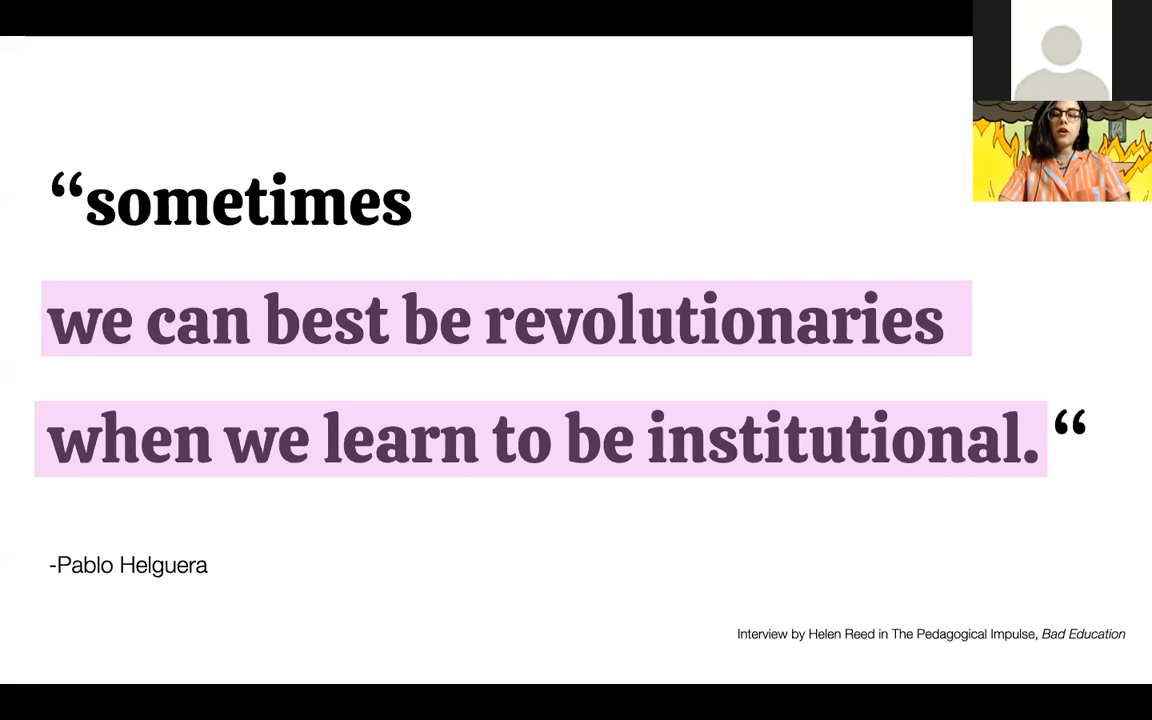 “sometimes
we can best be revolutionaries
when we learn to be institutional.“
-Pablo Helguera
Interview by Helen Reed in The Pedagogical Impulse, Bad Education